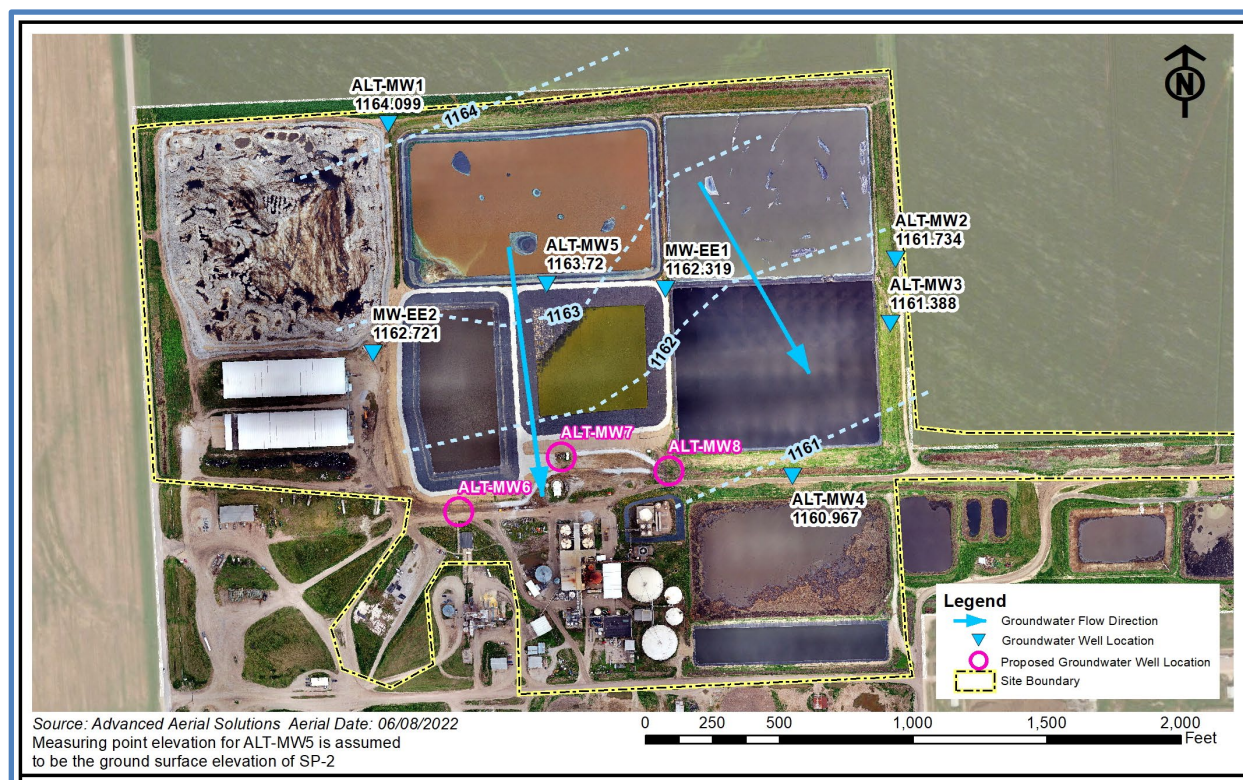 N
ALT-MW1
1164.099
1164
ALT-MW2
1161.734
ALT-MW5
1163.72
MW-EE1
1162.319
ALT-MW3
1161.388
MW-EE2
1162.721
1163
1162
ALT-MW7
ALT-MW8
1161
ALT-MW6
ALT-MW4
1160.967
Legend
Groundwater Flow Direction
Groundwater Well Location
Proposed Groundwater Well Location
Site Boundary
Source: Advanced Aerial Solutions Aerial Date: 06/08/2022
Measuring point elevation for ALT-MW5 is assumed
to be the ground surface elevation of SP-2
0 250 500 1,000 1,500 2,000
Feet